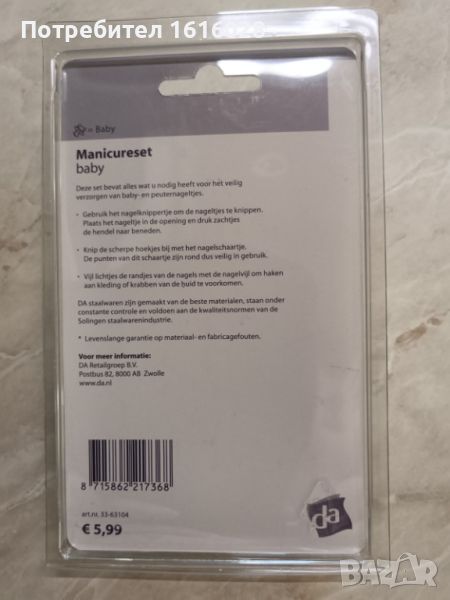 Потребител 1616028
Baby
Manicureset
baby
Deze set bevat alles wat u nodig heeft voor het veilig
verzorgen van baby- en peuternageltjes.
• Gebruik het nagelknippertje om de nageltjes te knippen.
Plaats het nageltje in de opening en druk zachtjes
de hendel naar beneden.
• Knip de scherpe hoekjes bij met het nagelschaartje.
De punten van dit schaartje zijn rond dus veilig in gebruik.
• Vijl lichtjes de randjes van de nagels met de nagelvijl om haken
aan kleding of krabben van de huid te voorkomen.
DA staalwaren zijn gemaakt van de beste materialen, staan onder
constante controle en voldoen aan de kwaliteitsnormen van de
Solingen staalwarenindustrie.
* Levenslange garantie op materiaal- en fabricagefouten.
Voor meer informatie:
DA Retailgroep B.V.
Postbus 82, 8000 AB Zwolle
www.da.nl
8 715862 217368
art.nr. 33-63104
€ 5,99
da
BAZAR